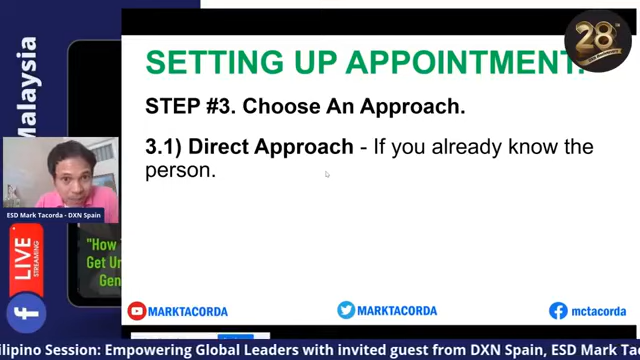 SETTING UP APPOINTMENT.
28
STEP #3. Choose An Approach.
3.1) Direct Approach - If you already know the
person.
Malaysia
ESD Mark Tacorda - DXN Spain
LIVE
STREAMING
f
"How
Get Un
Gen
MARKTACORDA
MARKTACORDA
mctacorda
ilipino Session: Empowering Global Leaders with invited guest from DXN Spain, ESD Mark Ta